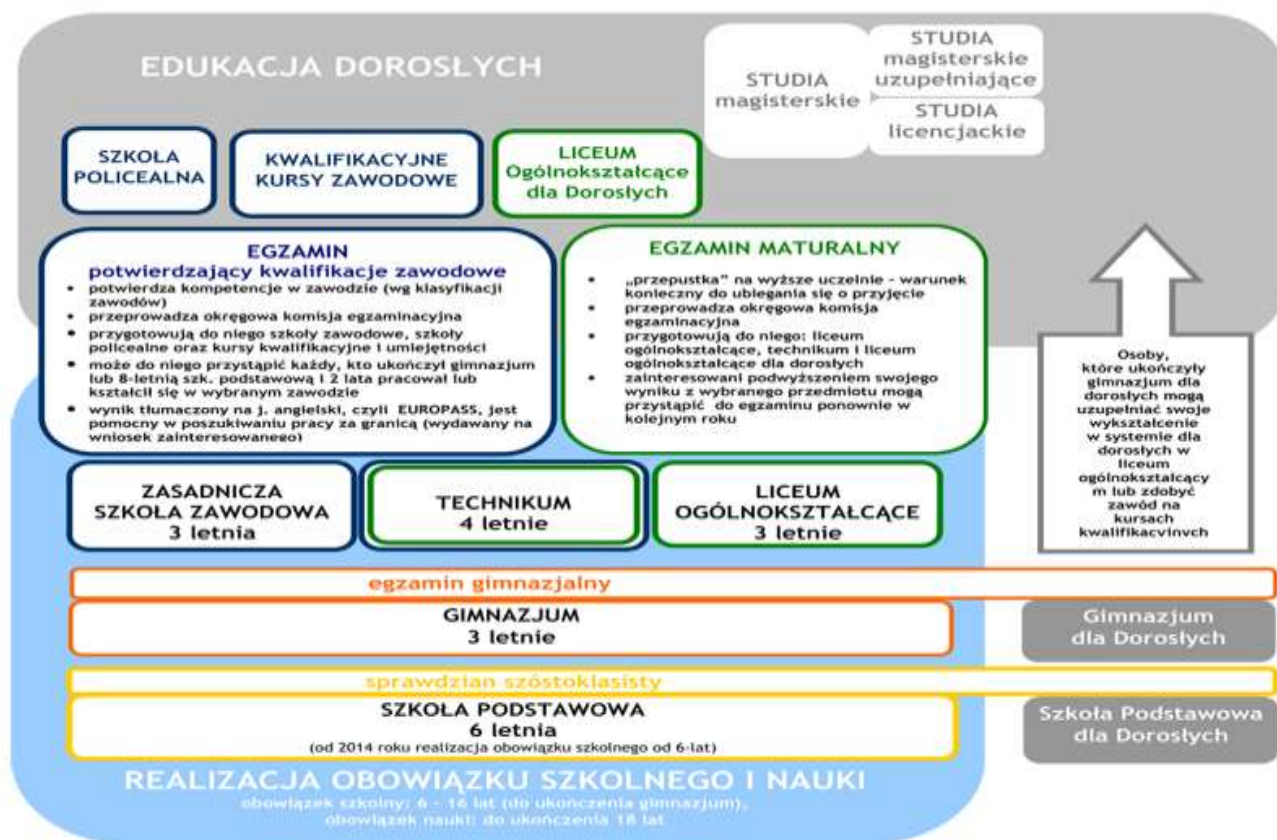 EDUKACJA DOROSŁYCH
STUDIA
magisterskie
STUDIA
magisterskie
uzupełniające
STUDIA
licencjackie
SZKOŁA
POLICEALNA
KWALIFIKACYJNE
KURSY ZAWODOWE
LICEUM
Ogólnokształcące
dla Dorosłych
EGZAMIN
potwierdzający kwalifikacje zawodowe
• potwierdza kompetencje w zawodzie (wg klasyfikacji
zawodów)
• przeprowadza okręgowa komisja egzaminacyjna
• przygotowują do niego szkoły zawodowe, szkoły
policealne oraz kursy kwalifikacyjne i umiejętności
• może do niego przystąpić każdy, kto ukończył gimnazjum
lub 8-letnią szk. podstawową i 2 lata pracował lub
kształcił się w wybranym zawodzie
• wynik tłumaczony na j. angielski, czyli EUROPASS, jest
pomocny w poszukiwaniu pracy za granicą (wydawany na
wniosek zainteresowanego)
EGZAMIN MATURALNY
• „przepustka” na wyższe uczelnie - warunek
konieczny do ubiegania się o przyjęcie
• przeprowadza okręgowa komisja
egzaminacyjna
• przygotowują do niego: liceum
ogólnokształcące, technikum i liceum
ogólnokształcące dla dorosłych
• zainteresowani podwyższeniem swojego
wyniku z wybranego przedmiotu mogą
przystąpić do egzaminu ponownie w
kolejnym roku
Osoby,
które ukończyły
gimnazjum dla
dorosłych mogą
uzupełniać swoje
wykształcenie
w systemie dla
dorosłych w
liceum
ogólnokształcący
m lub zdobyć
zawód na
kursach
kwalifikacyjnych
ZASADNICZA
SZKOŁA ZAWODOWA
3 letnia
TECHNIKUM
4 letnie
LICEUM
OGÓLNOKSZTAŁCĄCE
3 letnie
egzamin gimnazjalny
GIMNAZJUM
3 letnie
Gimnazjum
dla Dorosłych
sprawdzian szóstoklasisty
SZKOŁA PODSTAWOWA
6 letnia
(od 2014 roku realizacja obowiązku szkolnego od 6-lat)
Szkoła Podstawowa
dla Dorosłych
REALIZACJA OBOWIĄZKU SZKOLNEGO I NAUKI
obowiązek szkolny: 6 - 16 lat (do ukończenia gimnazjum),
obowiązek nauki: do ukończenia 18 lat